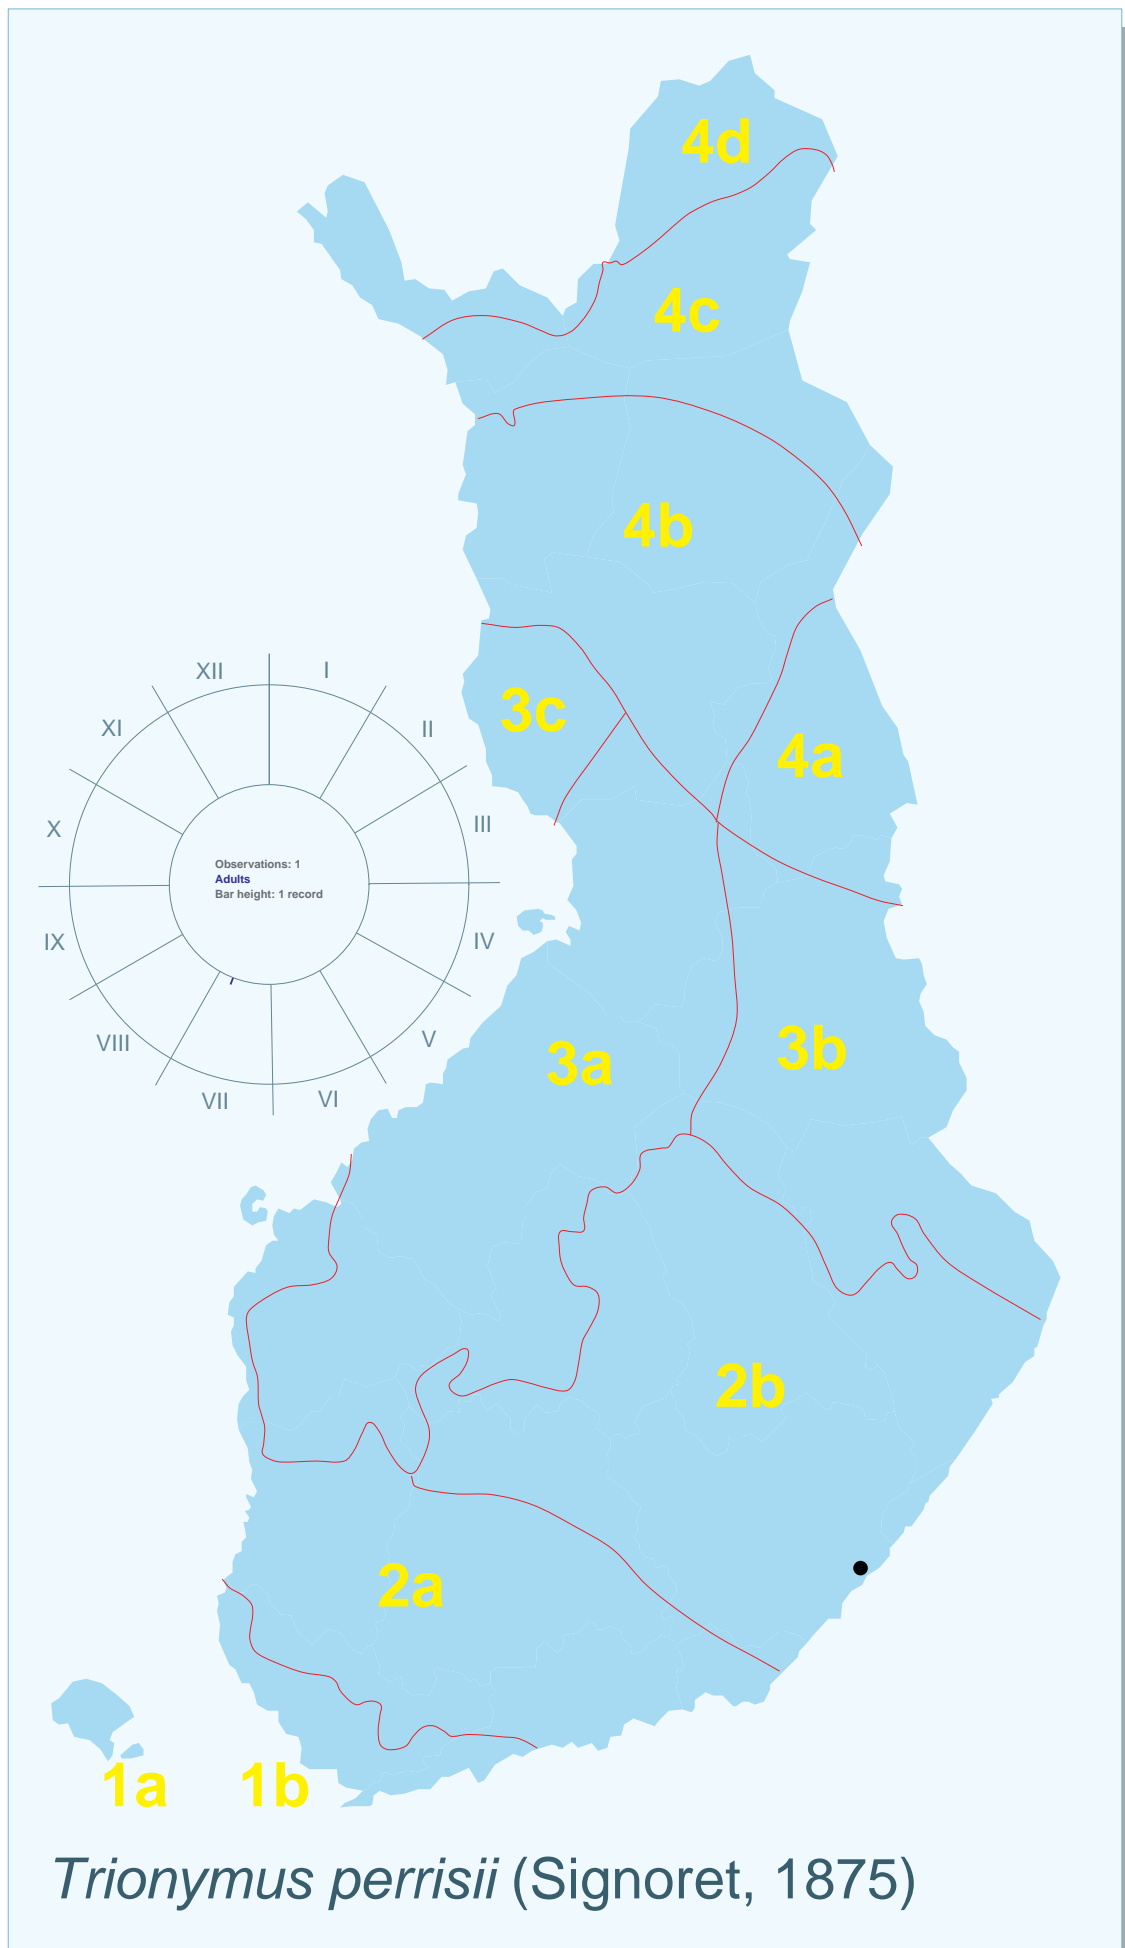 4d
4c
4b
XII
I
XI
II
3c
4a
X
III
Observations: 1
Adults
Bar height: 1 record
IX
IV
VIII
V
3a
3b
VII
VI
2b
2a
1a
1b
Trionymus perrisii (Signoret, 1875)